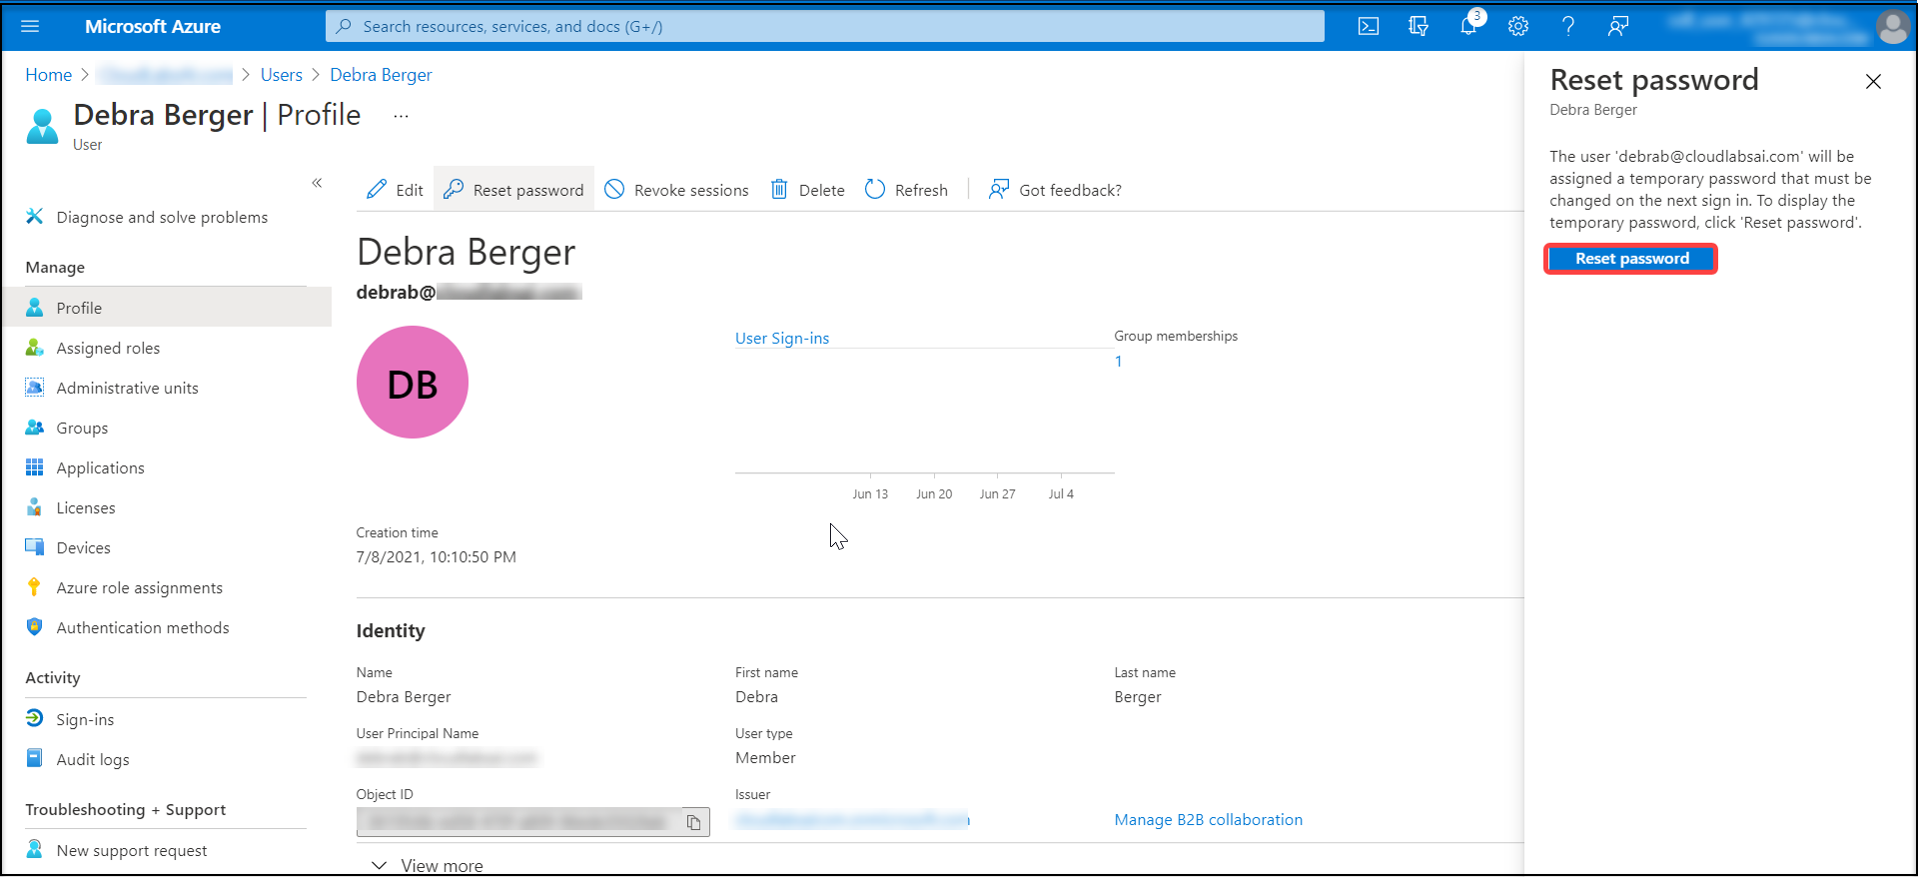 Microsoft Azure
Search resources, services, and docs (G+/)
3
Home > > Users > Debra Berger
Debra Berger | Profile ...
User
«
Diagnose and solve problems
Manage
Profile
Assigned roles
Administrative units
Groups
Applications
Licenses
Devices
Azure role assignments
Authentication methods
Activity
Sign-ins
Audit logs
Troubleshooting + Support
New support request
Edit
Reset password
Revoke sessions
Delete
Refresh
Got feedback?
Debra Berger
debrab@
DB
User Sign-ins
Jun 13 Jun 20 Jun 27 Jul 4
Group memberships
1
Creation time
7/8/2021, 10:10:50 PM
Identity
Name
Debra Berger
First name
Debra
Last name
Berger
User Principal Name
User type
Member
Object ID
Issuer
Manage B2B collaboration
View more
Reset password
Debra Berger
The user 'debrab@cloudlabsai.com' will be
assigned a temporary password that must be
changed on the next sign in. To display the
temporary password, click 'Reset password'.
Reset password